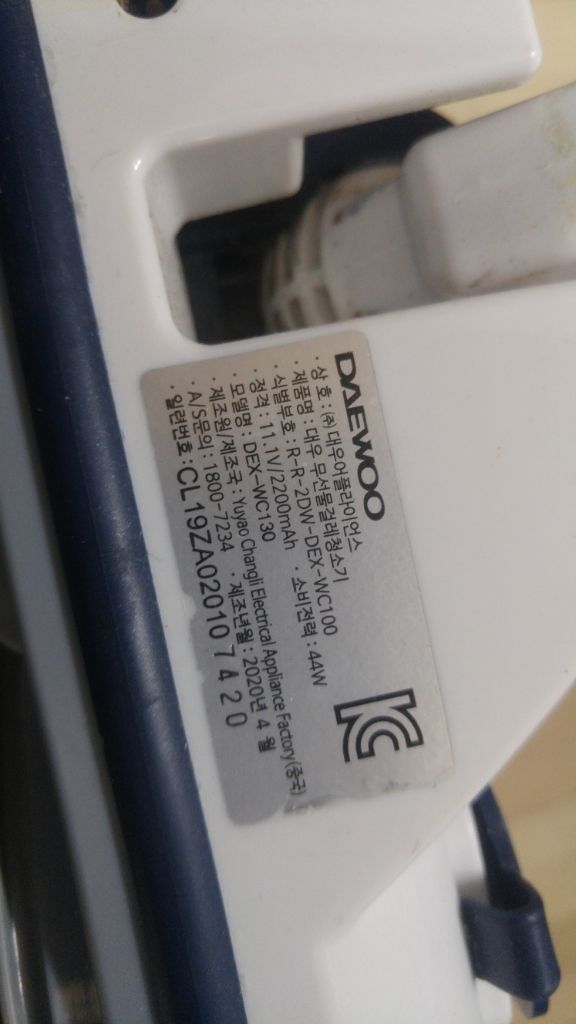 DAEWOO
· 상 호 : ㈜ 대우어플라이언스
· 제품명 : 대우 무선물걸레청소기
· 식별부호 : R-R-2DW-DEX-WC100
· 정격 : 11.1V/2200mAh · 소비전력 : 44W
· 모델명 : DEX-WC130
· 제조원/제조국 : Yuyao Changli Electrical Appliance Factory(중국)
· A/S문의 : 1800-7234 · 제조년월 : 2020년 4 월
· 일련번호 : CL19ZA020107420